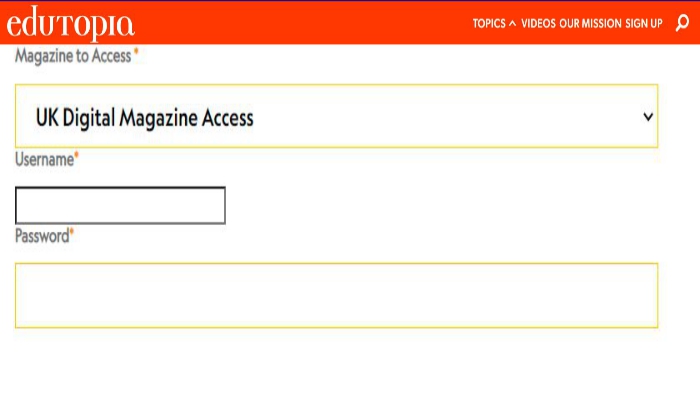 edutopia
TOPICS VIDEOS OUR MISSION SIGN UP
Magazine to Access *
UK Digital Magazine Access
Username*
Password*